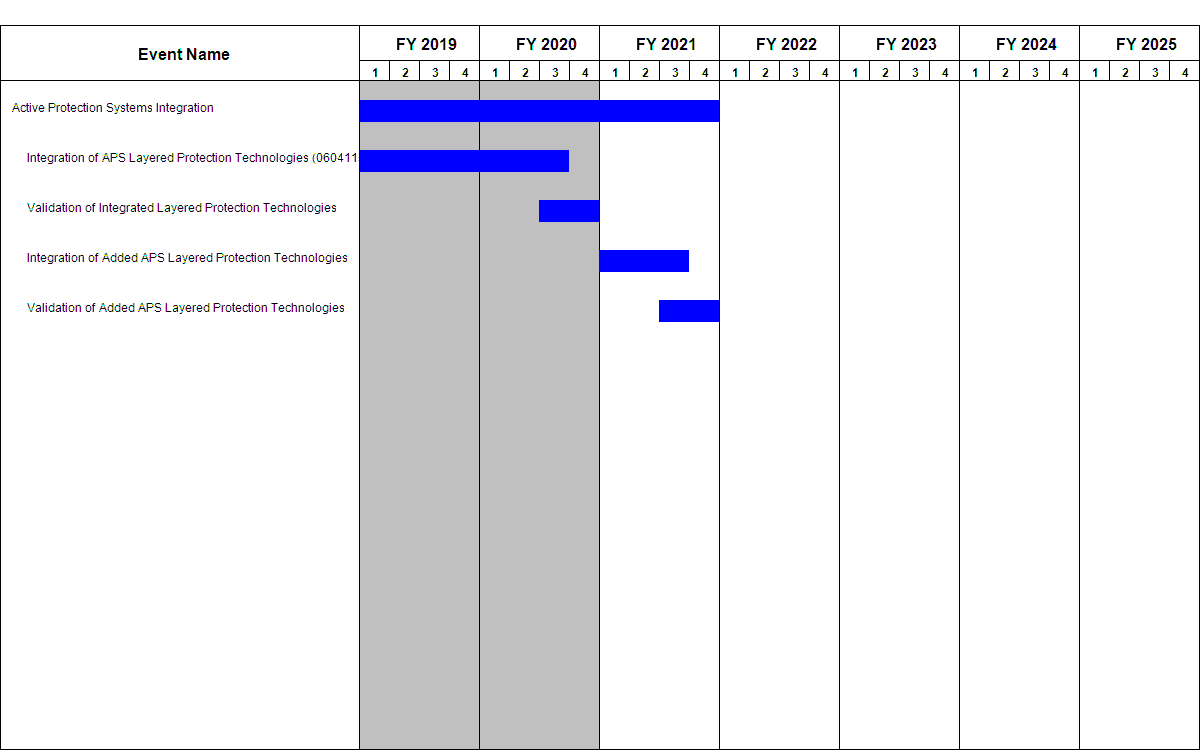 Event Name FY 2019 FY 2020 FY 2021 FY 2022 FY 2023 FY 2024 FY 2025
1 2 3 4 1 2 3 4 1 2 3 4 1 2 3 4 1 2 3 4 1 2 3 4 1 2 3 4
Active Protection Systems Integration
Integration of APS Layered Protection Technologies (060411
Validation of Integrated Layered Protection Technologies
Integration of Added APS Layered Protection Technologies
Validation of Added APS Layered Protection Technologies